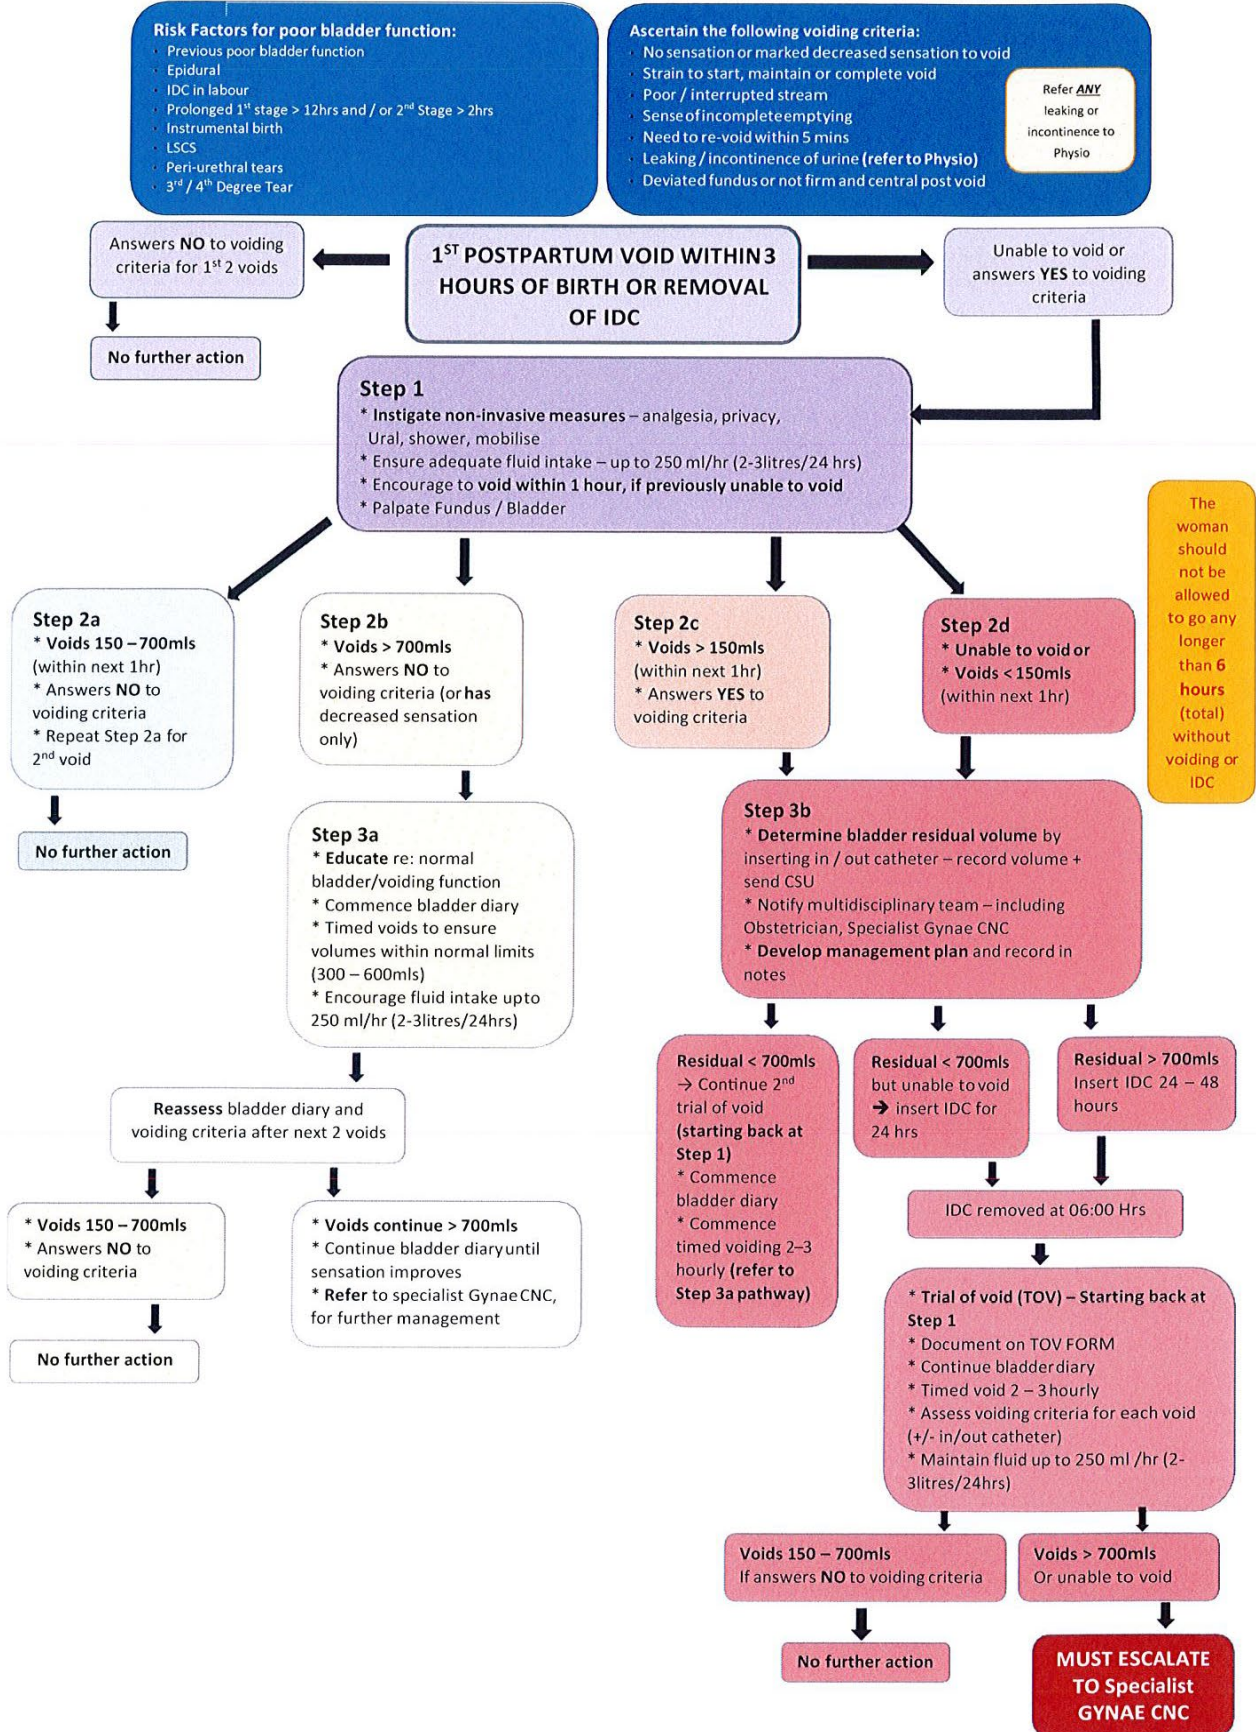 Risk Factors for poor bladder function:
Previous poor bladder function
Epidural
IDC in labour
Prolonged 1st stage > 12hrs and / or 2nd Stage > 2hrs
Instrumental birth
LSCS
Peri-urethral tears
3rd / 4th Degree Tear
Ascertain the following voiding criteria:
No sensation or marked decreased sensation to void
Strain to start, maintain or complete void
Poor / interrupted stream
Sense of incomplete emptying
Need to re-void within 5 mins
Leaking / incontinence of urine (refer to Physio)
Deviated fundus or not firm and central post void
Refer ANY
leaking or
incontinence to
Physio
Answers NO to voiding
criteria for 1st 2 voids
No further action
1ST POSTPARTUM VOID WITHIN 3
HOURS OF BIRTH OR REMOVAL
OF IDC
Unable to void or
answers YES to voiding
criteria
Step 1
* Instigate non-invasive measures – analgesia, privacy,
Ural, shower, mobilise
* Ensure adequate fluid intake – up to 250 ml/hr (2-3litres/24 hrs)
* Encourage to void within 1 hour, if previously unable to void
* Palpate Fundus / Bladder
The
woman
should
not be
allowed
to go any
longer
than 6
hours
(total)
without
voiding or
IDC
Step 2a
* Voids 150 – 700mls
(within next 1hr)
* Answers NO to
voiding criteria
* Repeat Step 2a for
2nd void
No further action
Step 2b
* Voids > 700mls
* Answers NO to
voiding criteria (or has
decreased sensation
only)
Step 2c
* Voids > 150mls
(within next 1hr)
* Answers YES to
voiding criteria
Step 2d
* Unable to void or
* Voids < 150mls
(within next 1hr)
Step 3a
* Educate re: normal
bladder/voiding function
* Commence bladder diary
* Timed voids to ensure
volumes within normal limits
(300 – 600mls)
* Encourage fluid intake up to
250 ml/hr (2-3litres/24hrs)
Reassess bladder diary and
voiding criteria after next 2 voids
* Voids 150 – 700mls
* Answers NO to
voiding criteria
No further action
* Voids continue > 700mls
* Continue bladder diary until
sensation improves
* Refer to specialist Gynae CNC,
for further management
Step 3b
* Determine bladder residual volume by
inserting in / out catheter – record volume +
send CSU
* Notify multidisciplinary team – including
Obstetrician, Specialist Gynae CNC
* Develop management plan and record in
notes
Residual < 700mls
→ Continue 2nd
trial of void
(starting back at
Step 1)
* Commence
bladder diary
* Commence
timed voiding 2–3
hourly (refer to
Step 3a pathway)
Residual < 700mls
but unable to void
➔ insert IDC for
24 hrs
Residual > 700mls
Insert IDC 24 – 48
hours
IDC removed at 06:00 Hrs
* Trial of void (TOV) – Starting back at
Step 1
* Document on TOV FORM
* Continue bladder diary
* Timed void 2 – 3 hourly
* Assess voiding criteria for each void
(+/- in/out catheter)
* Maintain fluid up to 250 ml /hr (2-
3litres/24hrs)
Voids 150 – 700mls
If answers NO to voiding criteria
No further action
Voids > 700mls
Or unable to void
MUST ESCALATE
TO Specialist
GYNAE CNC